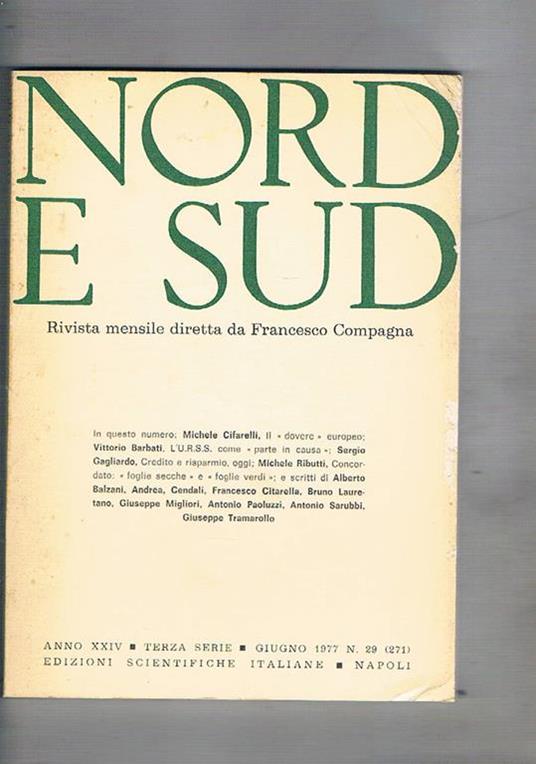 NORD
E SUD
Rivista mensile diretta da Francesco Compagna
In questo numero: Michele Cifarelli, Il « dovere » europeo;
Vittorio Barbati, L'U.R.S.S. come « parte in causa »; Sergio
Gagliardo, Credito e risparmio, oggi; Michele Ributti, Concor-
dato: « foglie secche » e « foglie verdi »; e scritti di Alberto
Balzani, Andrea, Cendali, Francesco Citarella, Bruno Laure-
tano, Giuseppe Migliori, Antonio Paoluzzi, Antonio Sarubbi,
Giuseppe Tramarollo
ANNO XXIV ■ TERZA SERIE ■ GIUGNO 1977 N. 29 (271)
EDIZIONI SCIENTIFICHE ITALIANE ■ NAPOLI